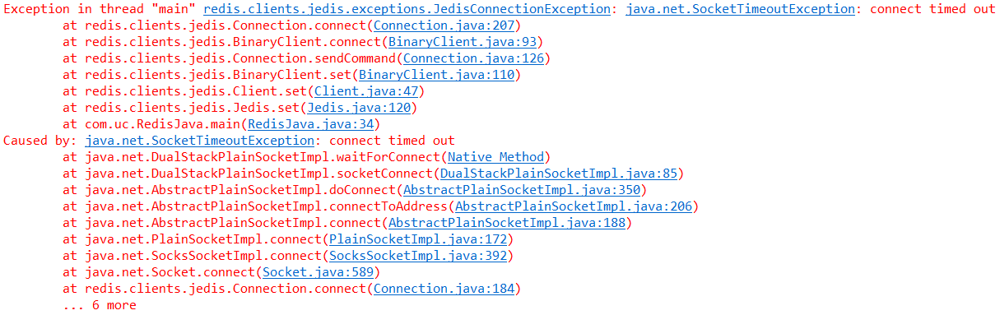 Exception in thread "main" redis.clients.jedis.exceptions.JedisConnectionException: java.net.SocketTimeoutException: connect timed out
at redis.clients.jedis.Connection.connect(Connection.java:207)
at redis.clients.jedis.BinaryClient.connect(BinaryClient.java:93)
at redis.clients.jedis.Connection.sendCommand(Connection.java:126)
at redis.clients.jedis.BinaryClient.set(BinaryClient.java:110)
at redis.clients.jedis.Client.set(Client.java:47)
at redis.clients.jedis.Jedis.set(Jedis.java:120)
at com.uc.RedisJava.main(RedisJava.java:34)
Caused by: java.net.SocketTimeoutException: connect timed out
at java.net.DualStackPlainSocketImpl.waitForConnect(Native Method)
at java.net.DualStackPlainSocketImpl.socketConnect(DualStackPlainSocketImpl.java:85)
at java.net.AbstractPlainSocketImpl.doConnect(AbstractPlainSocketImpl.java:350)
at java.net.AbstractPlainSocketImpl.connectToAddress(AbstractPlainSocketImpl.java:206)
at java.net.AbstractPlainSocketImpl.connect(AbstractPlainSocketImpl.java:188)
at java.net.PlainSocketImpl.connect(PlainSocketImpl.java:172)
at java.net.SocksSocketImpl.connect(SocksSocketImpl.java:392)
at java.net.Socket.connect(Socket.java:589)
at redis.clients.jedis.Connection.connect(Connection.java:184)
... 6 more